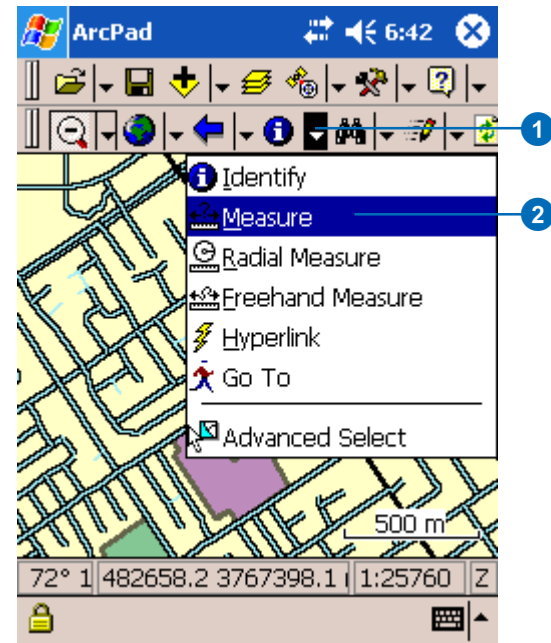 ArcPad 6:42
1
Identify
Measure 2
Radial Measure
Freehand Measure
Hyperlink
Go To
Advanced Select
500 m
72° 1 482658.2 3767398.1 1:25760 Z